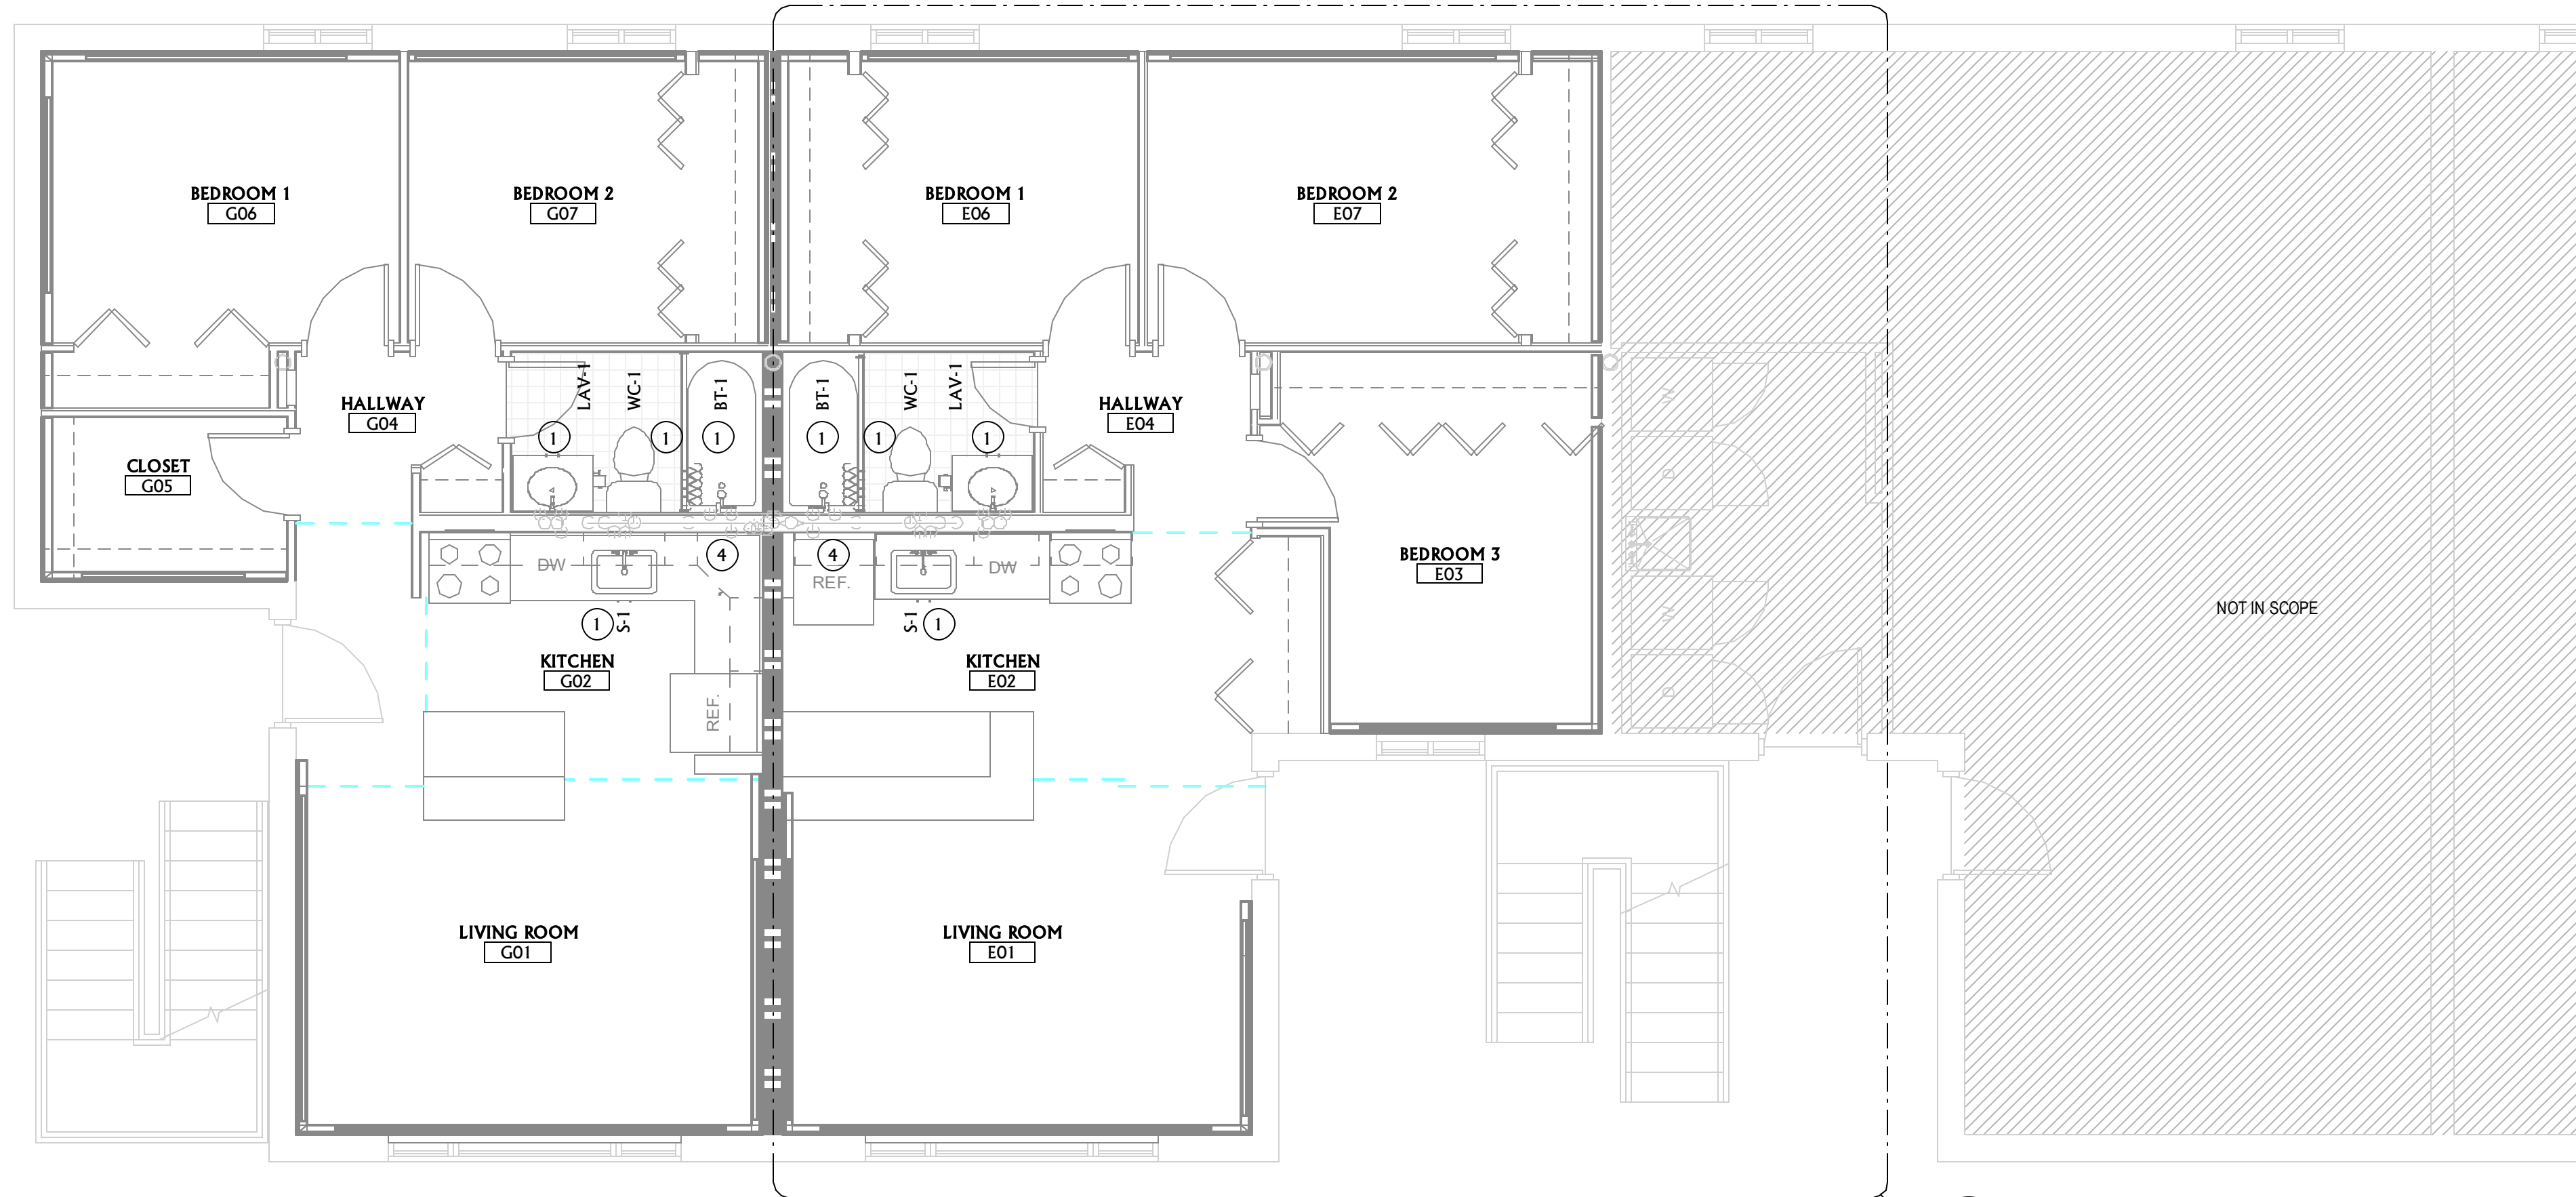 BEDROOM 1
G06
BEDROOM 2
G07
BEDROOM 1
E06
BEDROOM 2
E07
LAV-1
WC-1
BT-1
BT-1
WC-1
LAV-1
HALLWAY
G04
HALLWAY
E04
1
1
1
1
1
1
CLOSET
G05
W
D
DW
4
4
REF.
DW
BEDROOM 3
E03
1
S-1
S-1
1
W
NOT IN SCOPE
KITCHEN
G02
KITCHEN
E02
D
REF.
LIVING ROOM
G01
LIVING ROOM
E01